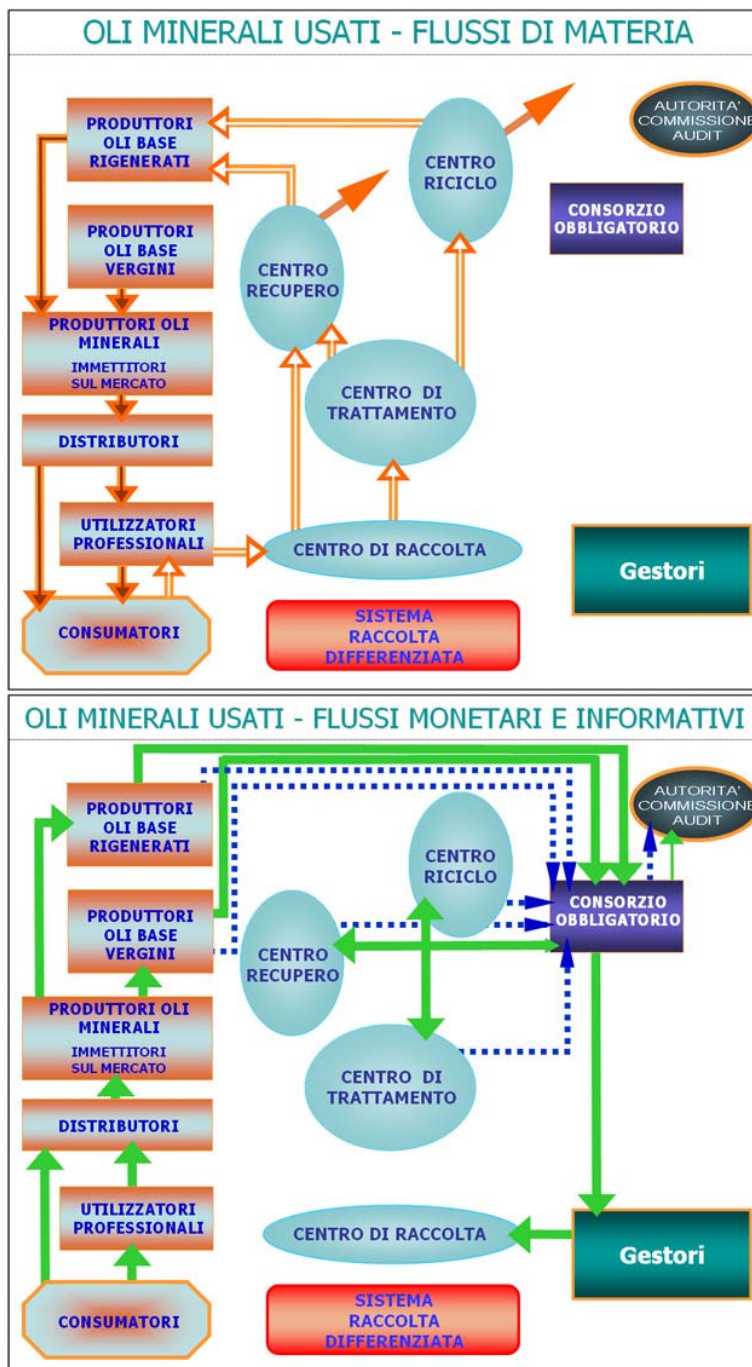 OLI MINERALI USATI - FLUSSI DI MATERIA
PRODUTTORI
OLI BASE
RIGENERATI
CENTRO
RICICLO
AUTORITA'
COMMISSIONE
AUDIT
CONSORZIO
OBBLIGATORIO
PRODUTTORI
OLI BASE
VERGINI
CENTRO
RECUPERO
PRODUTTORI OLI
MINERALI
IMMETTITORI
SUL MERCATO
CENTRO DI
TRATTAMENTO
DISTRIBUTORI
UTILIZZATORI
PROFESSIONALI
CENTRO DI RACCOLTA
Gestori
CONSUMATORI
SISTEMA
RACCOLTA
DIFFERENZIATA
OLI MINERALI USATI - FLUSSI MONETARI E INFORMATIVI
PRODUTTORI
OLI BASE
RIGENERATI
AUTORITA'
COMMISSIONE
AUDIT
CENTRO
RICICLO
CONSORZIO
OBBLIGATORIO
PRODUTTORI
OLI BASE
VERGINI
CENTRO
RECUPERO
PRODUTTORI OLI
MINERALI
IMMETTITORI
SUL MERCATO
CENTRO DI
TRATTAMENTO
DISTRIBUTORI
UTILIZZATORI
PROFESSIONALI
CENTRO DI RACCOLTA
Gestori
CONSUMATORI
SISTEMA
RACCOLTA
DIFFERENZIATA